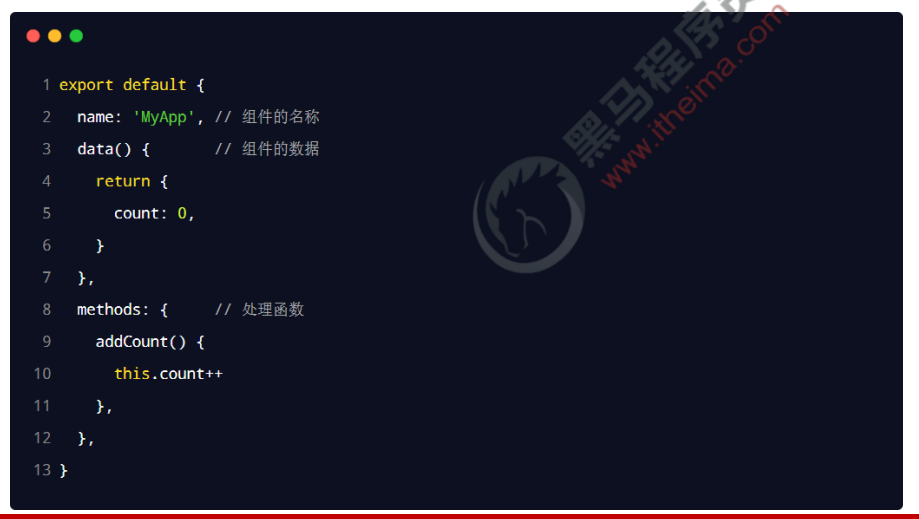 黑马程序员
www.itheima.com
1 export default {
2   name: 'MyApp', // 组件的名称
3   data() {       // 组件的数据
4     return {
5       count: 0,
6     }
7   },
8   methods: {     // 处理函数
9     addCount() {
10       this.count++
11     },
12   },
13 }